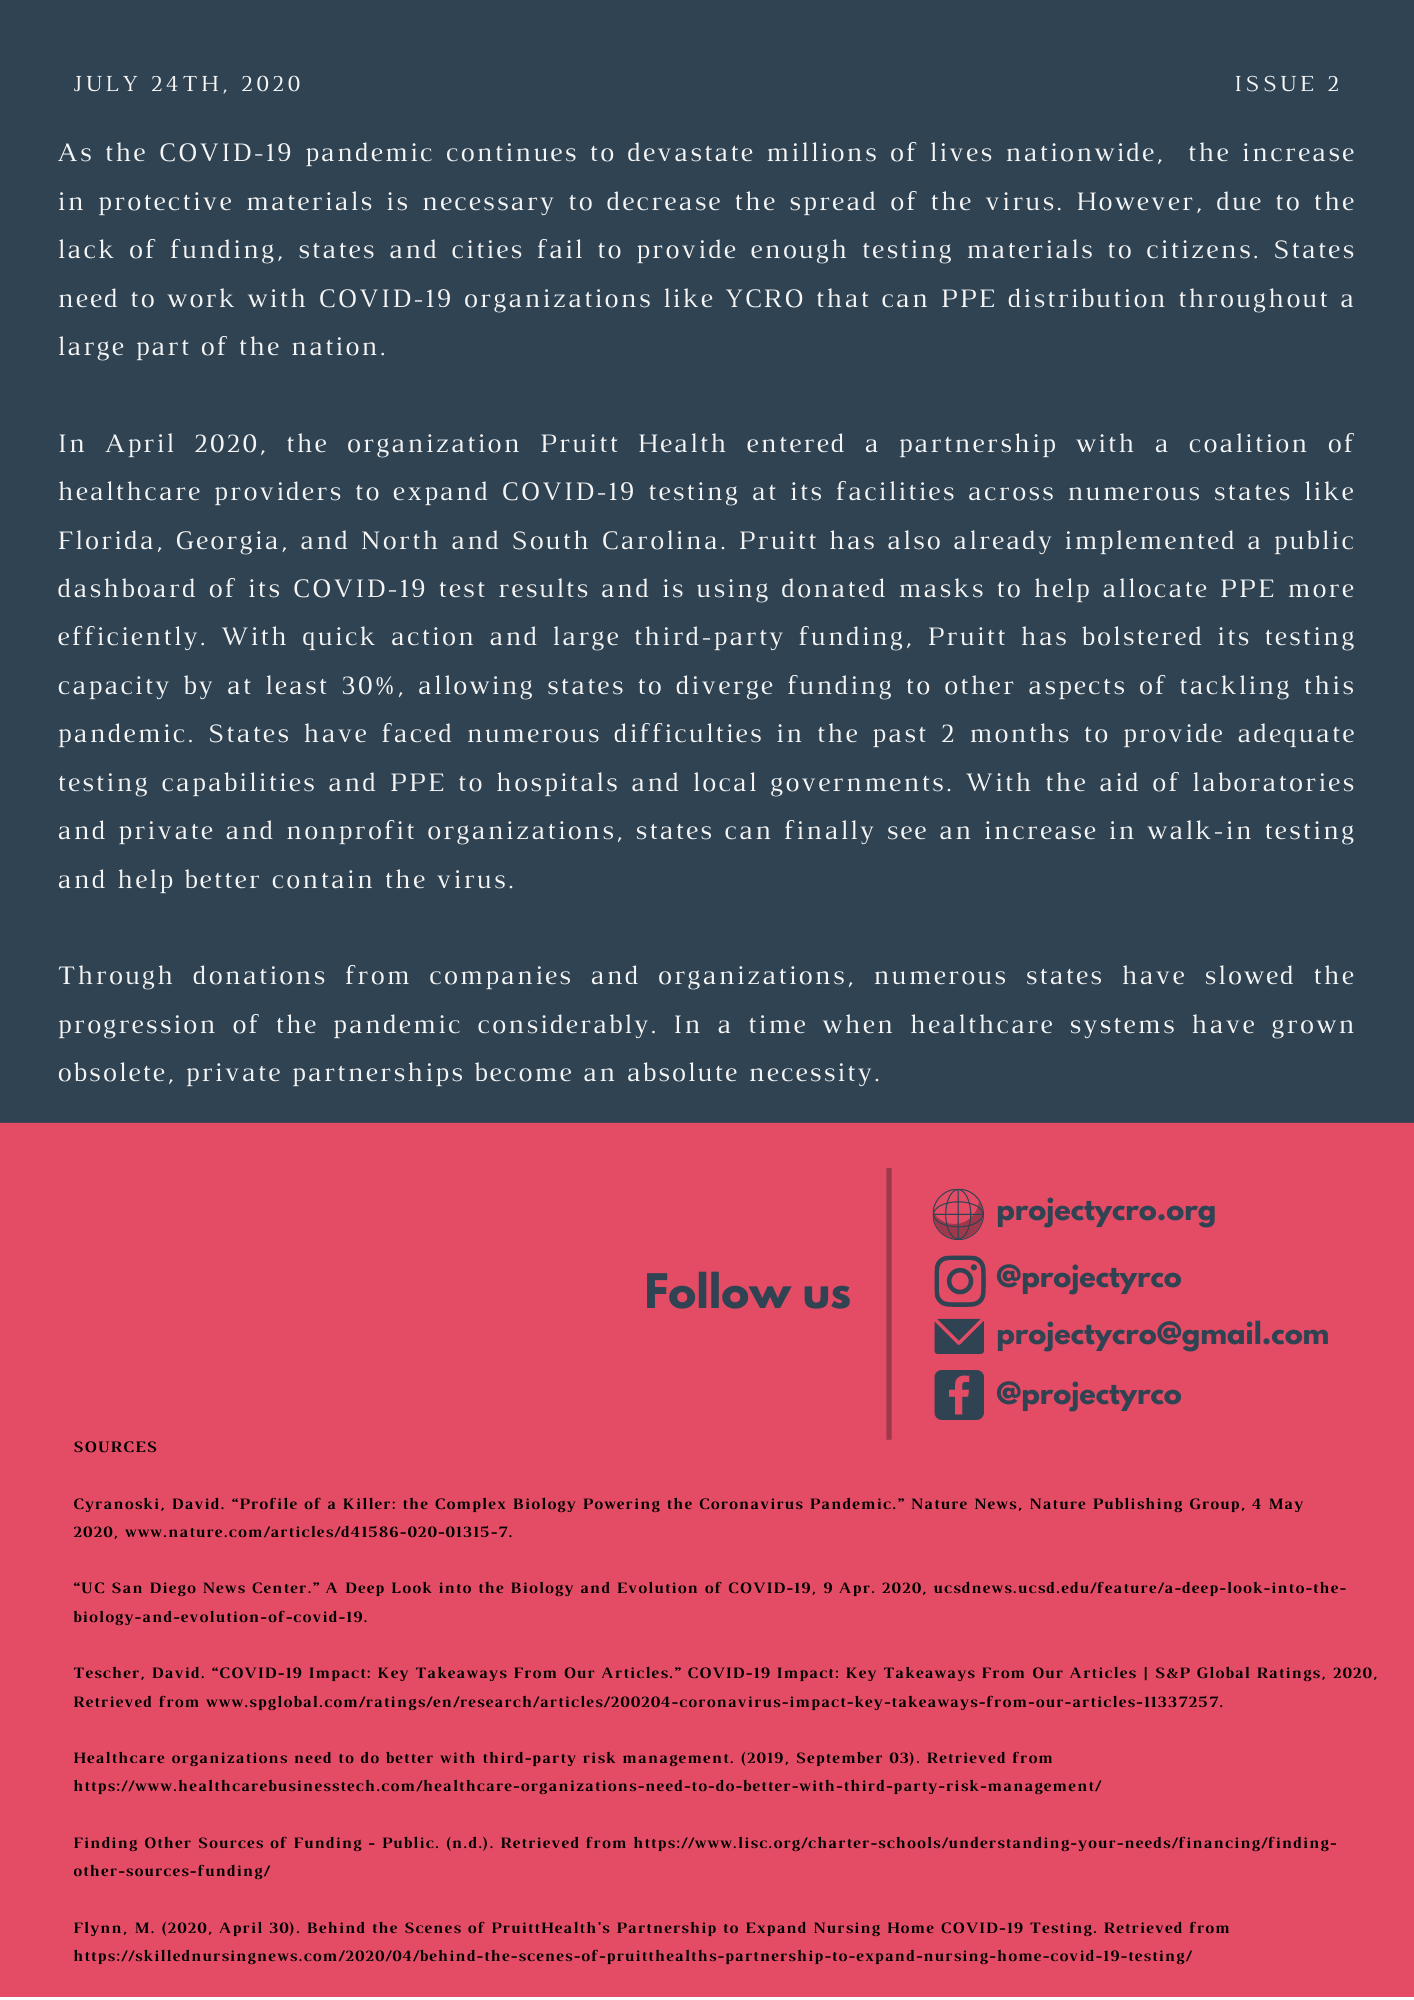 JULY 24TH, 2020
ISSUE 2
As the COVID-19 pandemic continues to devastate millions of lives nationwide, the increase
in protective materials is necessary to decrease the spread of the virus. However, due to the
lack of funding, states and cities fail to provide enough testing materials to citizens. States
need to work with COVID-19 organizations like YCRO that can PPE distribution throughout a
large part of the nation.
In April 2020, the organization Pruitt Health entered a partnership with a coalition of
healthcare providers to expand COVID-19 testing at its facilities across numerous states like
Florida, Georgia, and North and South Carolina. Pruitt has also already implemented a public
dashboard of its COVID-19 test results and is using donated masks to help allocate PPE more
efficiently. With quick action and large third-party funding, Pruitt has bolstered its testing
capacity by at least 30%, allowing states to diverge funding to other aspects of tackling this
pandemic. States have faced numerous difficulties in the past 2 months to provide adequate
testing capabilities and PPE to hospitals and local governments. With the aid of laboratories
and private and nonprofit organizations, states can finally see an increase in walk-in testing
and help better contain the virus.
Through donations from companies and organizations, numerous states have slowed the
progression of the pandemic considerably. In a time when healthcare systems have grown
obsolete, private partnerships become an absolute necessity.
Follow us
projectycro.org
@projectyrco
projectycro@gmail.com
@projectyrco
SOURCES
Cyranoski, David. “Profile of a Killer: the Complex Biology Powering the Coronavirus Pandemic.” Nature News, Nature Publishing Group, 4 May
2020, www.nature.com/articles/d41586-020-01315-7.
“UC San Diego News Center.” A Deep Look into the Biology and Evolution of COVID-19, 9 Apr. 2020, ucsdnews.ucsd.edu/feature/a-deep-look-into-the-
biology-and-evolution-of-covid-19.
Tescher, David. “COVID-19 Impact: Key Takeaways From Our Articles.” COVID-19 Impact: Key Takeaways From Our Articles | S&P Global Ratings, 2020,
Retrieved from www.spglobal.com/ratings/en/research/articles/200204-coronavirus-impact-key-takeaways-from-our-articles-11337257.
Healthcare organizations need to do better with third-party risk management. (2019, September 03). Retrieved from
https://www.healthcarebusinesstech.com/healthcare-organizations-need-to-do-better-with-third-party-risk-management/
Finding Other Sources of Funding - Public. (n.d.). Retrieved from https://www.lisc.org/charter-schools/understanding-your-needs/financing/finding-
other-sources-funding/
Flynn, M. (2020, April 30). Behind the Scenes of PruittHealth's Partnership to Expand Nursing Home COVID-19 Testing. Retrieved from
https://skillednursingnews.com/2020/04/behind-the-scenes-of-pruitthealths-partnership-to-expand-nursing-home-covid-19-testing/